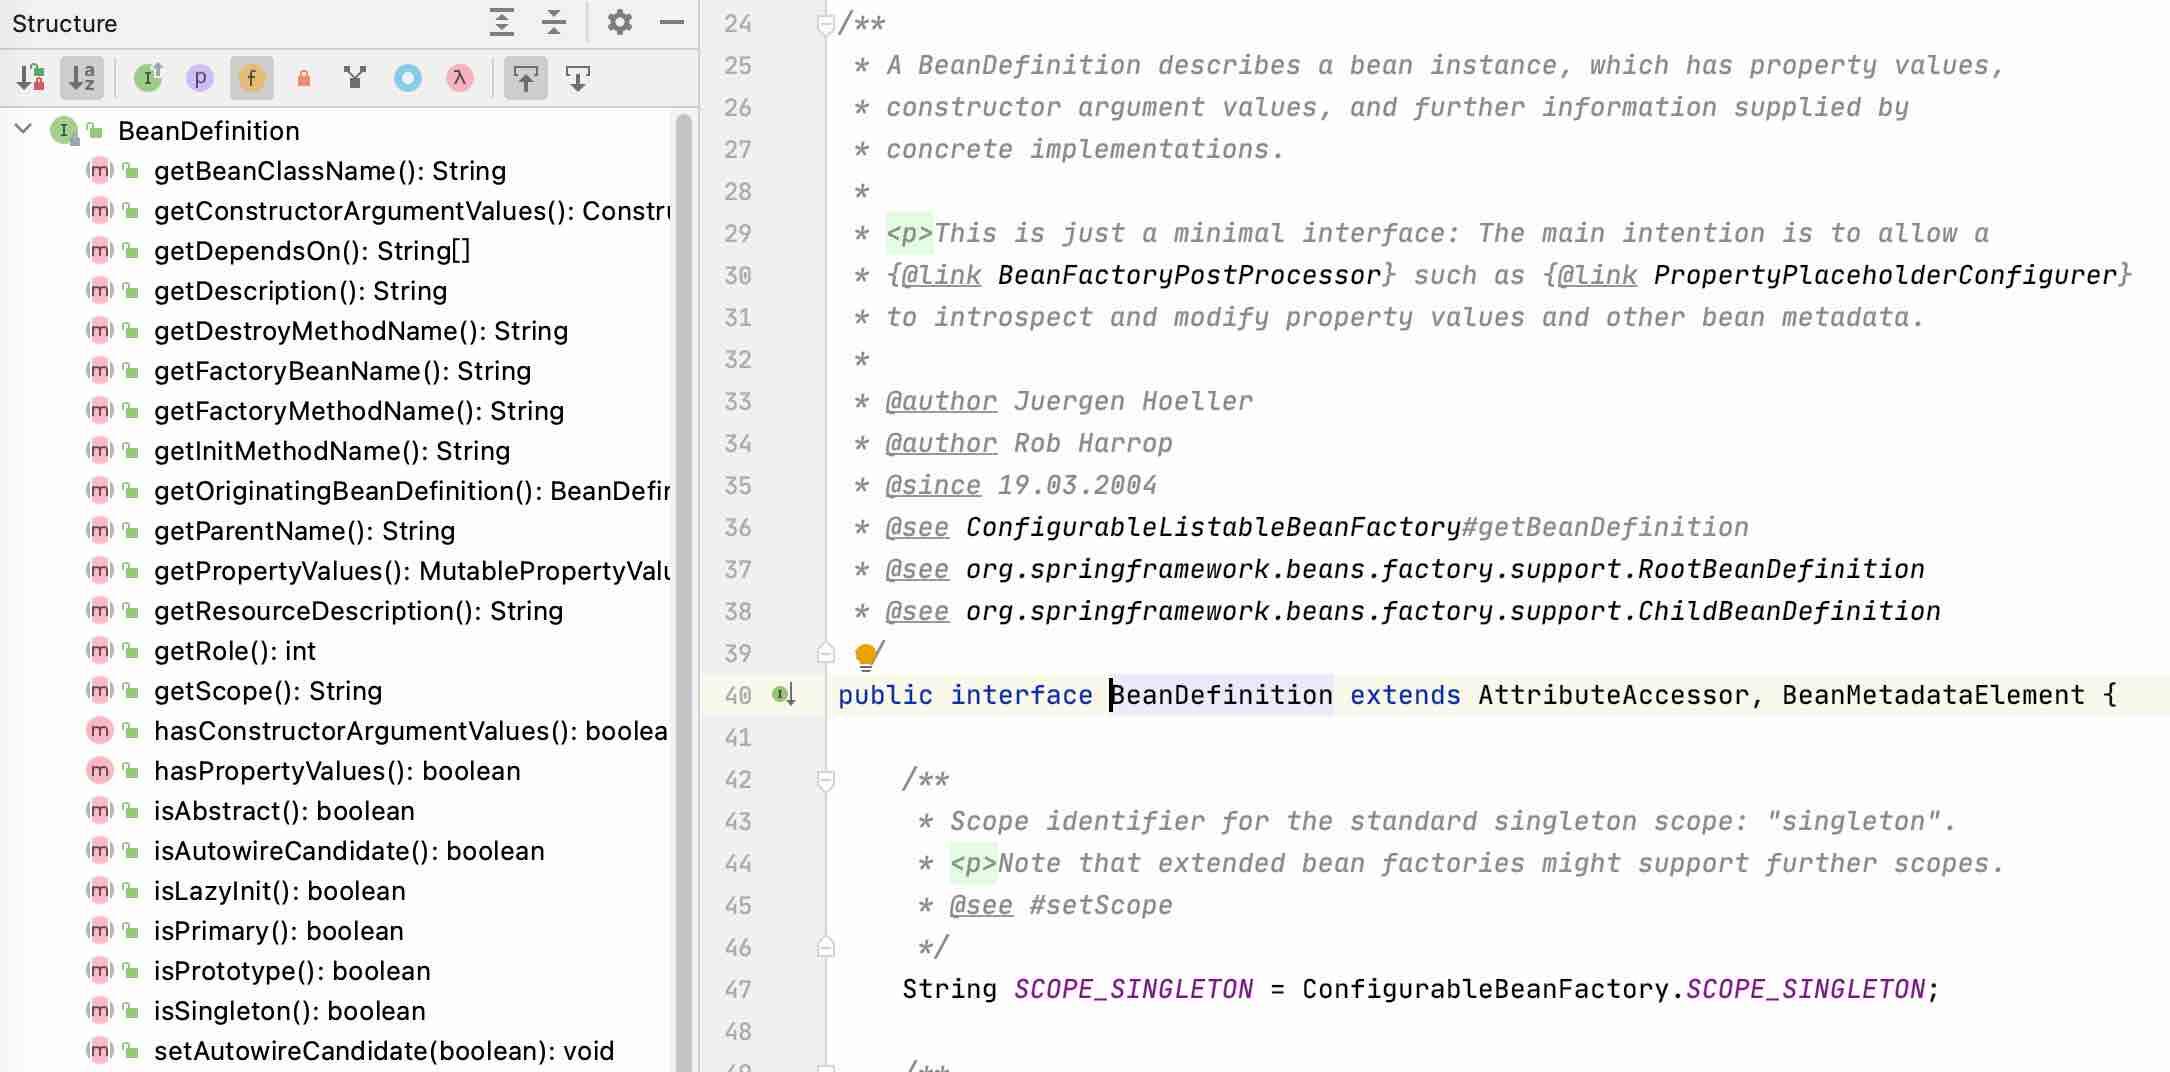 Structure
BeanDefinition
getBeanClassName(): String
getConstructorArgumentValues(): Constru
getDependsOn(): String[]
getDescription(): String
getDestroyMethodName(): String
getFactoryBeanName(): String
getFactoryMethodName(): String
getInitMethodName(): String
getOriginatingBeanDefinition(): BeanDefin
getParentName(): String
getPropertyValues(): MutablePropertyValu
getResourceDescription(): String
getRole(): int
getScope(): String
hasConstructorArgumentValues(): boolea
hasPropertyValues(): boolean
isAbstract(): boolean
isAutowireCandidate(): boolean
isLazyInit(): boolean
isPrimary(): boolean
isPrototype(): boolean
isSingleton(): boolean
setAutowireCandidate(boolean): void
24 /**
25 * A BeanDefinition describes a bean instance, which has property values,
26 * constructor argument values, and further information supplied by
27 * concrete implementations.
28 *
29 * <p>This is just a minimal interface: The main intention is to allow a
30 * {@link BeanFactoryPostProcessor} such as {@link PropertyPlaceholderConfigurer}
31 * to introspect and modify property values and other bean metadata.
32 *
33 * @author Juergen Hoeller
34 * @author Rob Harrop
35 * @since 19.03.2004
36 * @see ConfigurableListableBeanFactory#getBeanDefinition
37 * @see org.springframework.beans.factory.support.RootBeanDefinition
38 * @see org.springframework.beans.factory.support.ChildBeanDefinition
39 /
40 public interface BeanDefinition extends AttributeAccessor, BeanMetadataElement {
41
42 /**
43 * Scope identifier for the standard singleton scope: "singleton".
44 * <p>Note that extended bean factories might support further scopes.
45 * @see #setScope
46 */
47 String SCOPE_SINGLETON = ConfigurableBeanFactory.SCOPE_SINGLETON;
48
49 /**